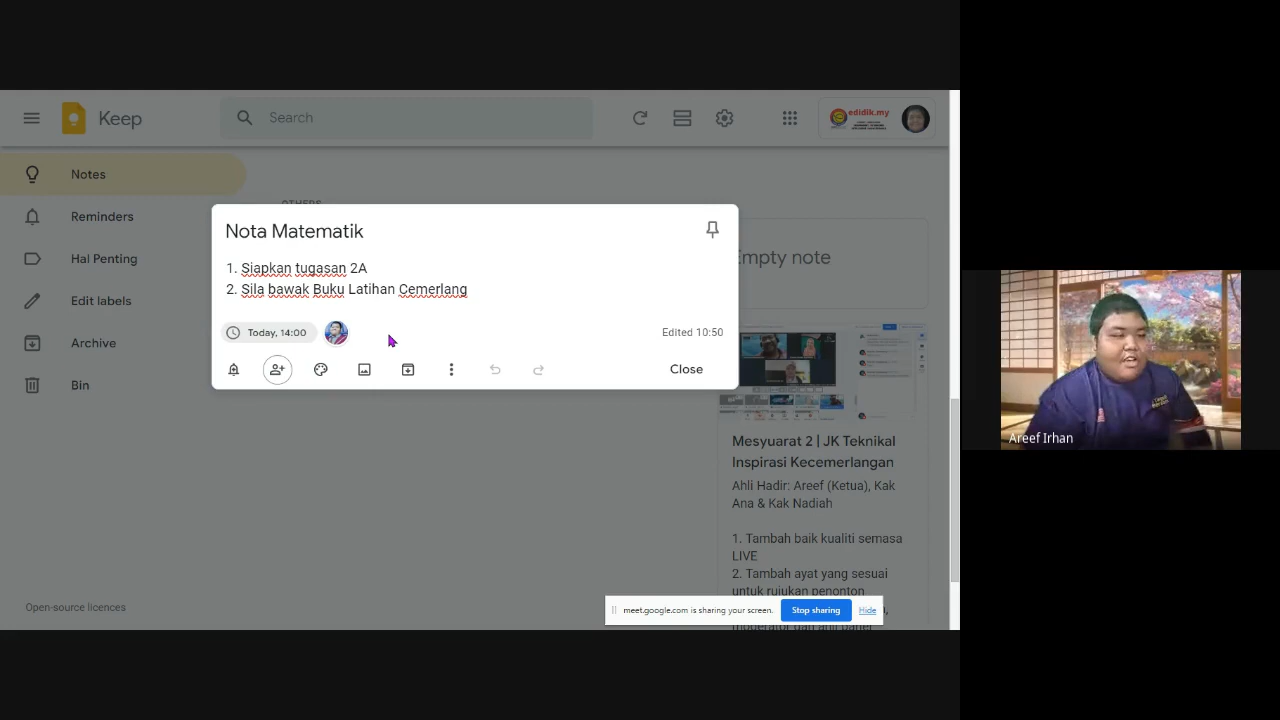 Keep
Search
edidik.my
Notes
Reminders
Hal Penting
Edit labels
Archive
Bin
OTHERS
Nota Matematik
1. Siapkan tugasan 2A
2. Sila bawak Buku Latihan Cemerlang
Today, 14:00
Edited 10:50
Close
Empty note
Mesyuarat 2 | JK Teknikal
Inspirasi Kecemerlangan
Ahli Hadir: Areef (Ketua), Kak
Ana & Kak Nadiah
1. Tambah baik kualiti semasa
LIVE
2. Tambah ayat yang sesuai
untuk rujukan penonton
Open-source licences
meet.google.com is sharing your screen.
Stop sharing
Hide
Areef Irhan